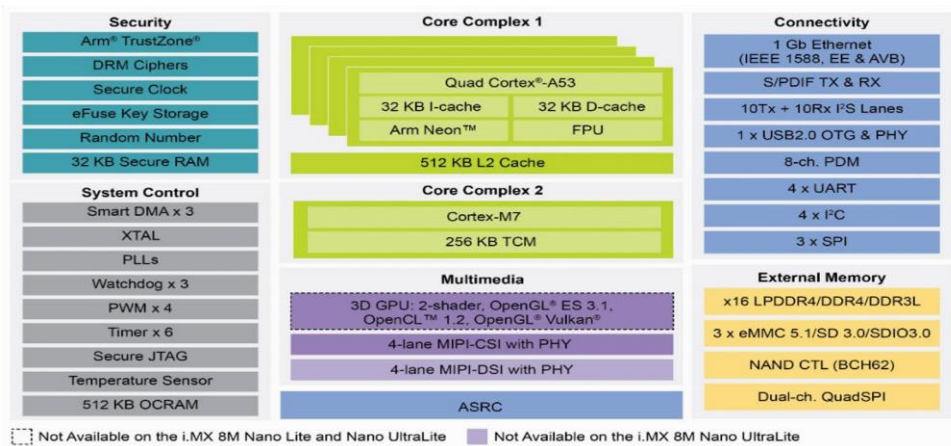 Security
Arm® TrustZone®
DRM Ciphers
Secure Clock
eFuse Key Storage
Random Number
32 KB Secure RAM
System Control
Smart DMA x 3
XTAL
PLLs
Watchdog x 3
PWM x 4
Timer x 6
Secure JTAG
Temperature Sensor
512 KB OCRAM
Core Complex 1
Quad Cortex®-A53
32 KB I-cache
32 KB D-cache
Arm Neon™
FPU
512 KB L2 Cache
Core Complex 2
Cortex-M7
256 KB TCM
Multimedia
3D GPU: 2-shader, OpenGL® ES 3.1,
OpenCL™ 1.2, OpenGL® Vulkan®
4-lane MIPI-CSI with PHY
4-lane MIPI-DSI with PHY
ASRC
Connectivity
1 Gb Ethernet
(IEEE 1588, EE & AVB)
S/PDIF TX & RX
10Tx + 10Rx I²S Lanes
1 x USB2.0 OTG & PHY
8-ch. PDM
4 x UART
4 x I²C
3 x SPI
External Memory
x16 LPDDR4/DDR4/DDR3L
3 x eMMC 5.1/SD 3.0/SDIO3.0
NAND CTL (BCH62)
Dual-ch. QuadSPI
Not Available on the i.MX 8M Nano Lite and Nano UltraLite
Not Available on the i.MX 8M Nano UltraLite